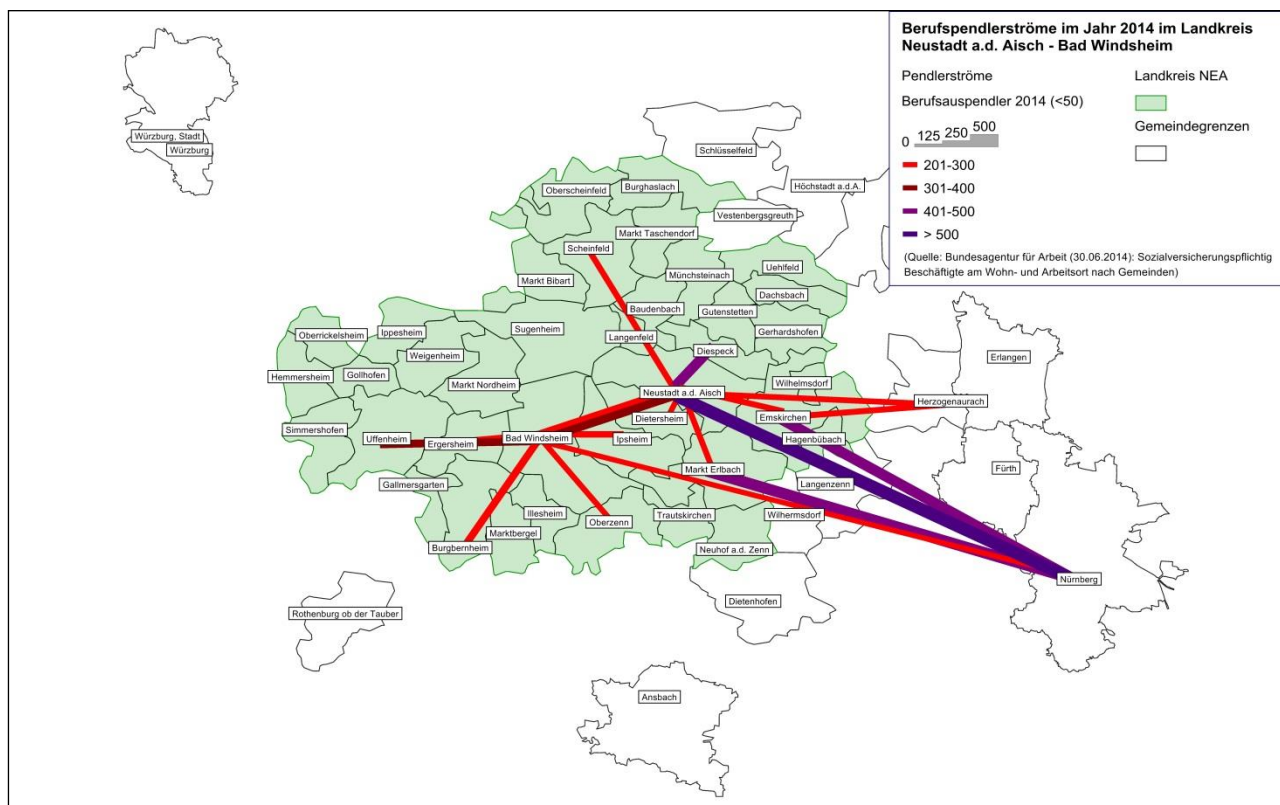 Berufspendlerströme im Jahr 2014 im Landkreis
Neustadt a.d. Aisch - Bad Windsheim
Pendlerströme
Landkreis NEA
Berufsauspendler 2014 (<50)
0 125 250 500
Gemeindegrenzen
201-300
301-400
401-500
> 500
(Quelle: Bundesagentur für Arbeit (30.06.2014): Sozialversicherungspflichtig
Beschäftigte am Wohn- und Arbeitsort nach Gemeinden)
Würzburg, Stadt
Würzburg
Schlüsselfeld
Oberscheinfeld
Burghaslach
Höchstadt a.d.A.
Vestenbergsgreuth
Markt Taschendorf
Scheinfeld
Uehlfeld
Münchsteinach
Markt Bibart
Dachsbach
Baudenbach
Gutenstetten
Sugenheim
Ippesheim
Oberrickelsheim
Gerhardshofen
Langenfeld
Diespeck
Weigenheim
Erlangen
Gollhofen
Hemmersheim
Markt Nordheim
Wilhelmsdorf
Neustadt a.d. Aisch
Herzogenaurach
Dietersheim
Emskirchen
Simmershofen
Uffenheim
Ergersheim
Bad Windsheim
Ipsheim
Hagenbübach
Markt Erlbach
Fürth
Gallmersgarten
Langenzenn
Illesheim
Oberzenn
Trautskirchen
Wilhermsdorf
Marktbergel
Burgbernheim
Neuhof a.d. Zenn
Nürnberg
Dietenhofen
Rothenburg ob der Tauber
Ansbach